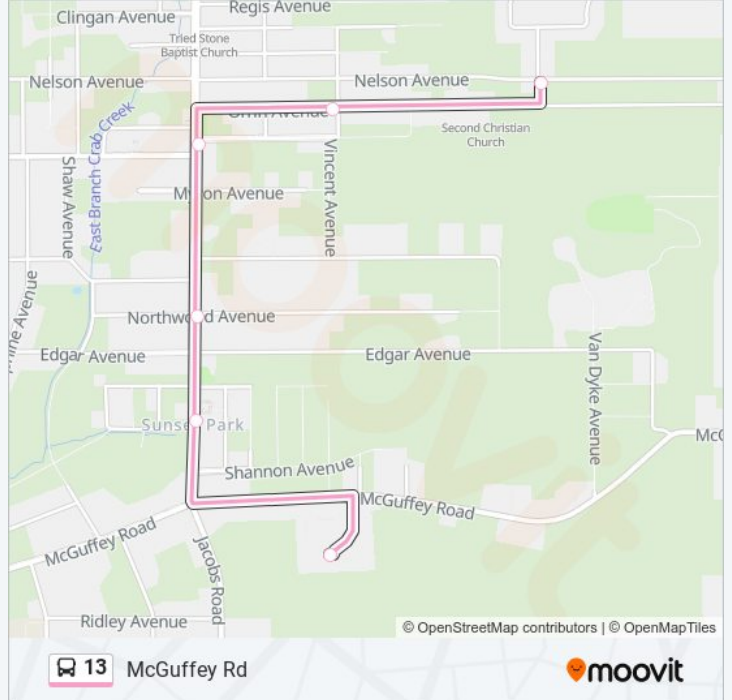 Regis Avenue
Clingan Avenue
Tried Stone
Baptist Church
Nelson Avenue
Nelson Avenue
East Branch Crab Creek
Second Christian
Church
Shaw Avenue
Vincent Avenue
Avenue
Northwood Avenue
Edgar Avenue
Edgar Avenue
Van Dyke Avenue
Avenue
Sunset Park
McG
Shannon Avenue
McGuffey Road
McGuffey Road
Jacobs Road
Ridley Avenue
© OpenStreetMap contributors | © OpenMapTiles
moovit
13 McGuffey Rd
moovit